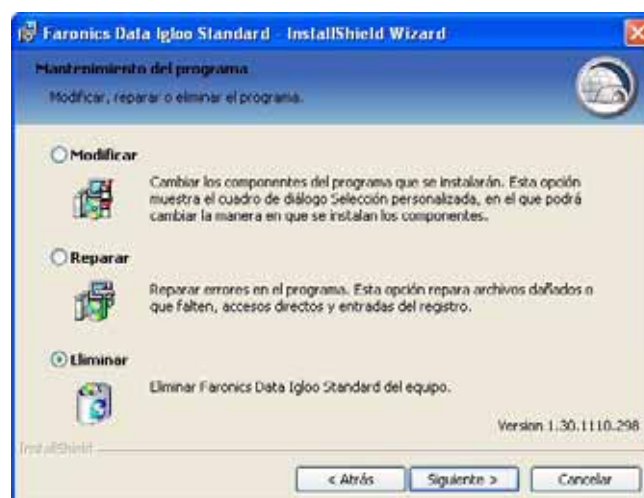 Faronics Data Igloo Standard - InstallShield Wizard
Mantenimiento del programa
Modificar, reparar o eliminar el programa.
Modificar
Cambiar los componentes del programa que se instalarán. Esta opción
muestra el cuadro de diálogo Selección personalizada, en el que podrá
cambiar la manera en que se instalan los componentes.
Reparar
Reparar errores en el programa. Esta opción repara archivos dañados o
que falten, accesos directos y entradas del registro.
Eliminar
Eliminar Faronics Data Igloo Standard del equipo.
Version 1.30.1110.298
InstallShield
< Atrás
Siguiente >
Cancelar